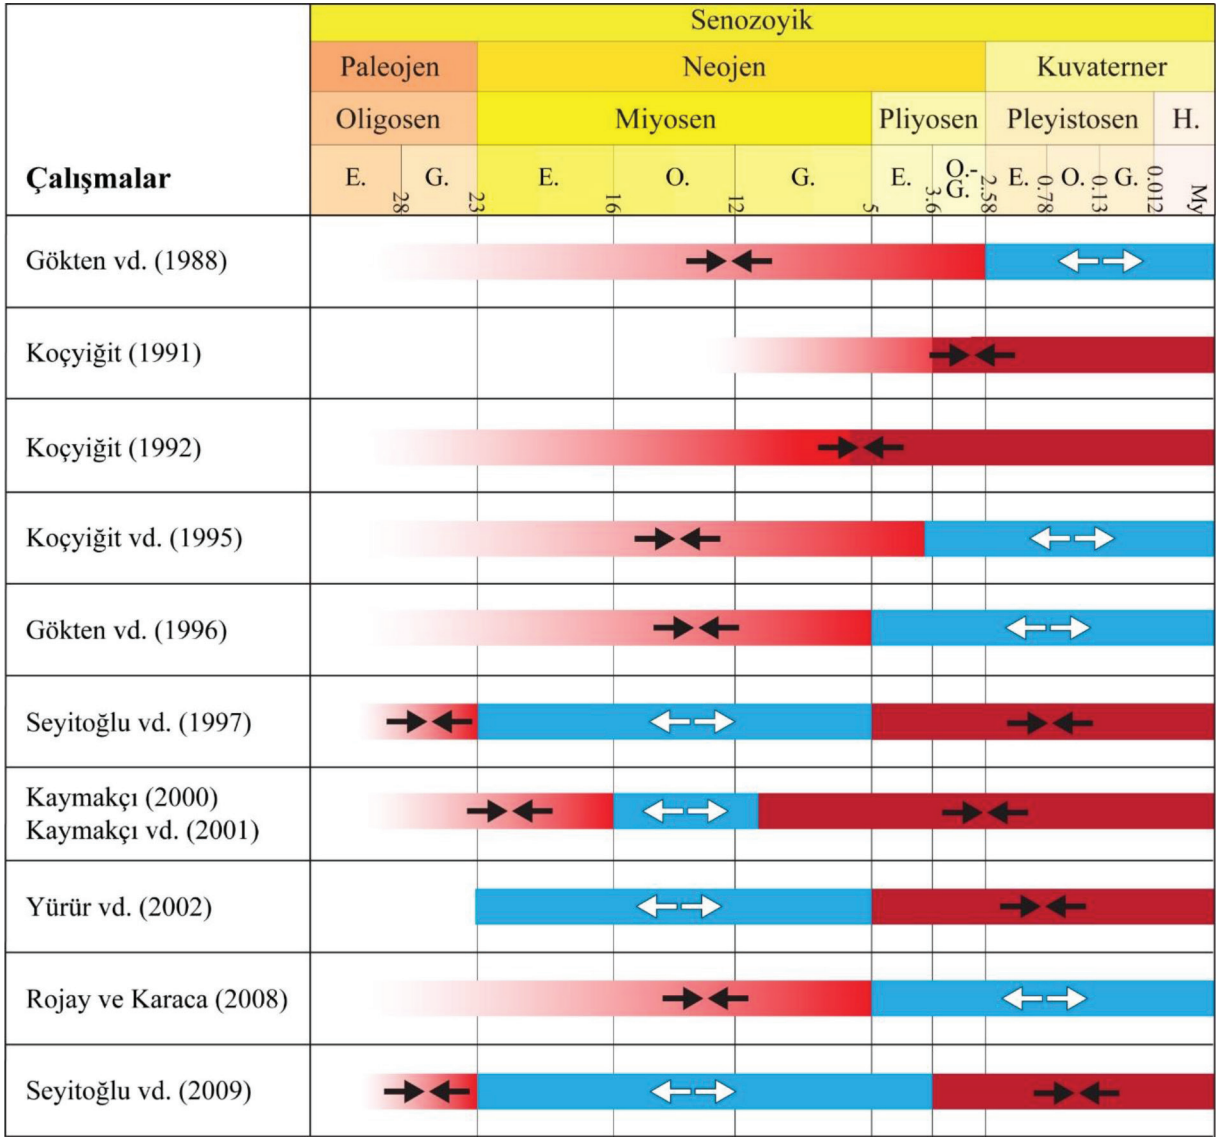 Senozoyik
Paleojen Neojen Kuvaterner
Oligosen Miyosen Pliyosen Pleyistosen H.
Çalışmalar E. G. E. O. G. E. O.-G. E. O. G.
28 23 16 12 5 3.6 2.58 0.78 0.13 0.012 My
Gökten vd. (1988)
Koçyiğit (1991)
Koçyiğit (1992)
Koçyiğit vd. (1995)
Gökten vd. (1996)
Seyitoğlu vd. (1997)
Kaymakçı (2000)
Kaymakçı vd. (2001)
Yürür vd. (2002)
Rojay ve Karaca (2008)
Seyitoğlu vd. (2009)